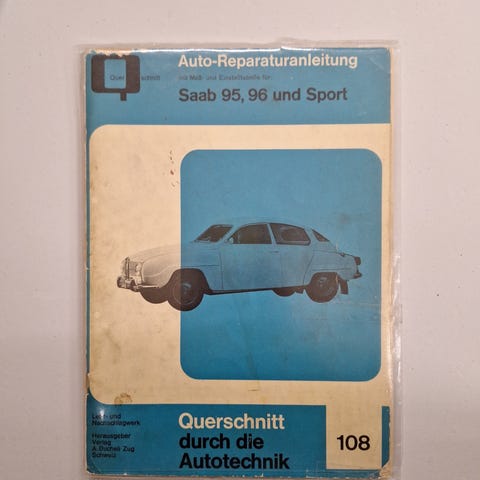 Auto-Reparaturanleitung
Quer schnitt
mit Maß- und Einstelltabelle für:
Saab 95, 96 und Sport
Lehr- und
Nachschlagwerk
Herausgeber
Verlag
A. Bucheli Zug
Schweiz
Querschnitt
durch die
Autotechnik
108